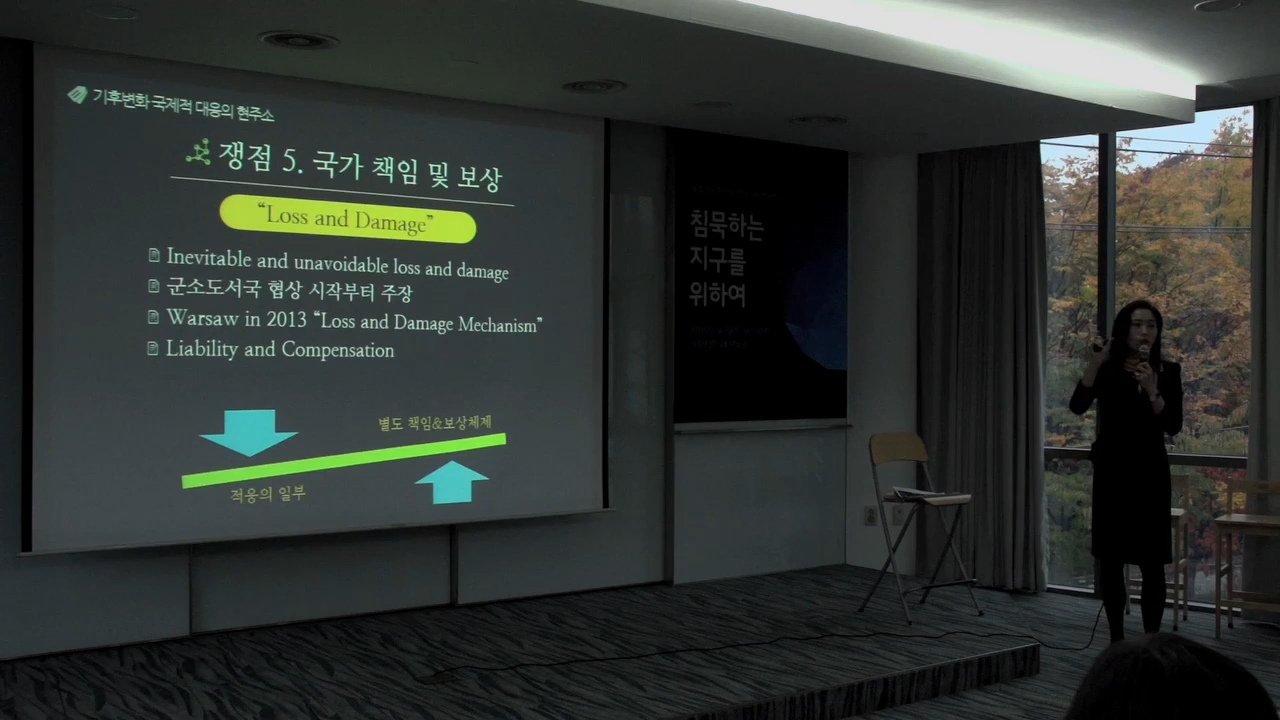 기후변화 국제적 대응의 현주소
쟁점 5. 국가 책임 및 보상
“Loss and Damage”
Inevitable and unavoidable loss and damage
군소도서국 협상 시작부터 주장
Warsaw in 2013 “Loss and Damage Mechanism”
Liability and Compensation
별도 책임&보상체제
적응의 일부
침묵하는
지구를
위하여